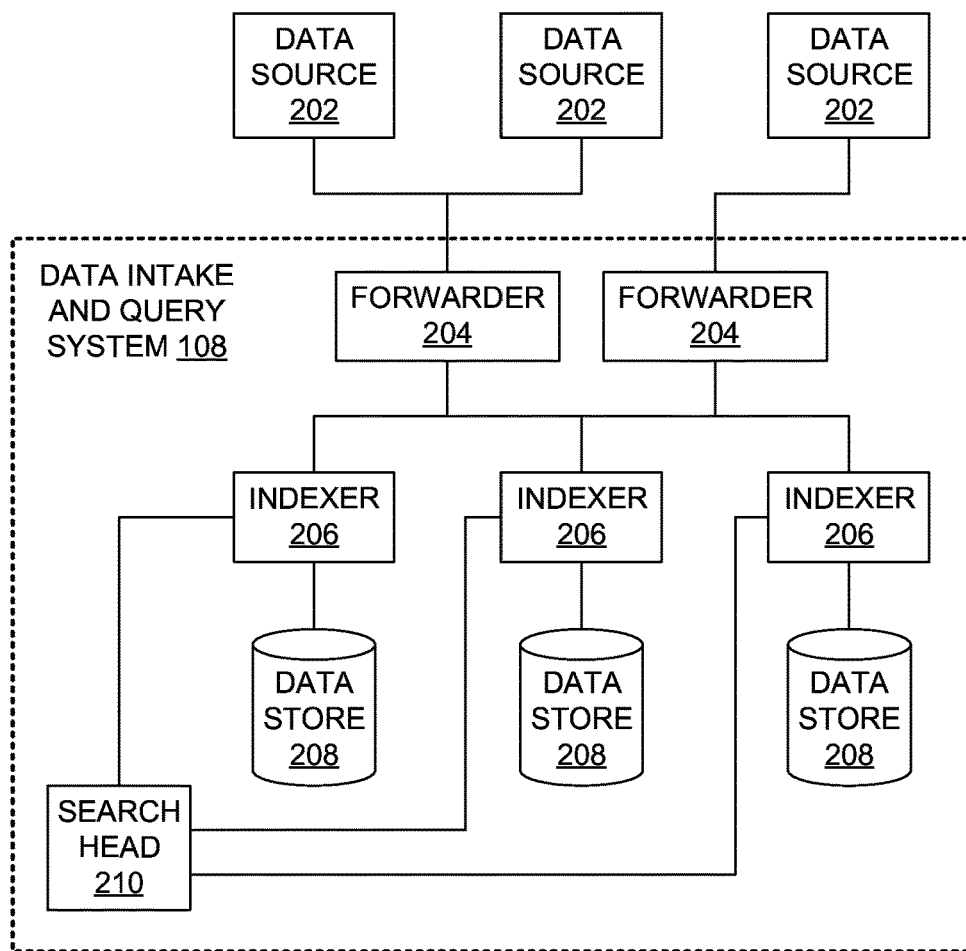 DATA
SOURCE
202
DATA
SOURCE
202
DATA
SOURCE
202
DATA INTAKE
AND QUERY
SYSTEM 108
FORWARDER
204
FORWARDER
204
INDEXER
206
INDEXER
206
INDEXER
206
DATA
STORE
208
DATA
STORE
208
DATA
STORE
208
SEARCH
HEAD
210